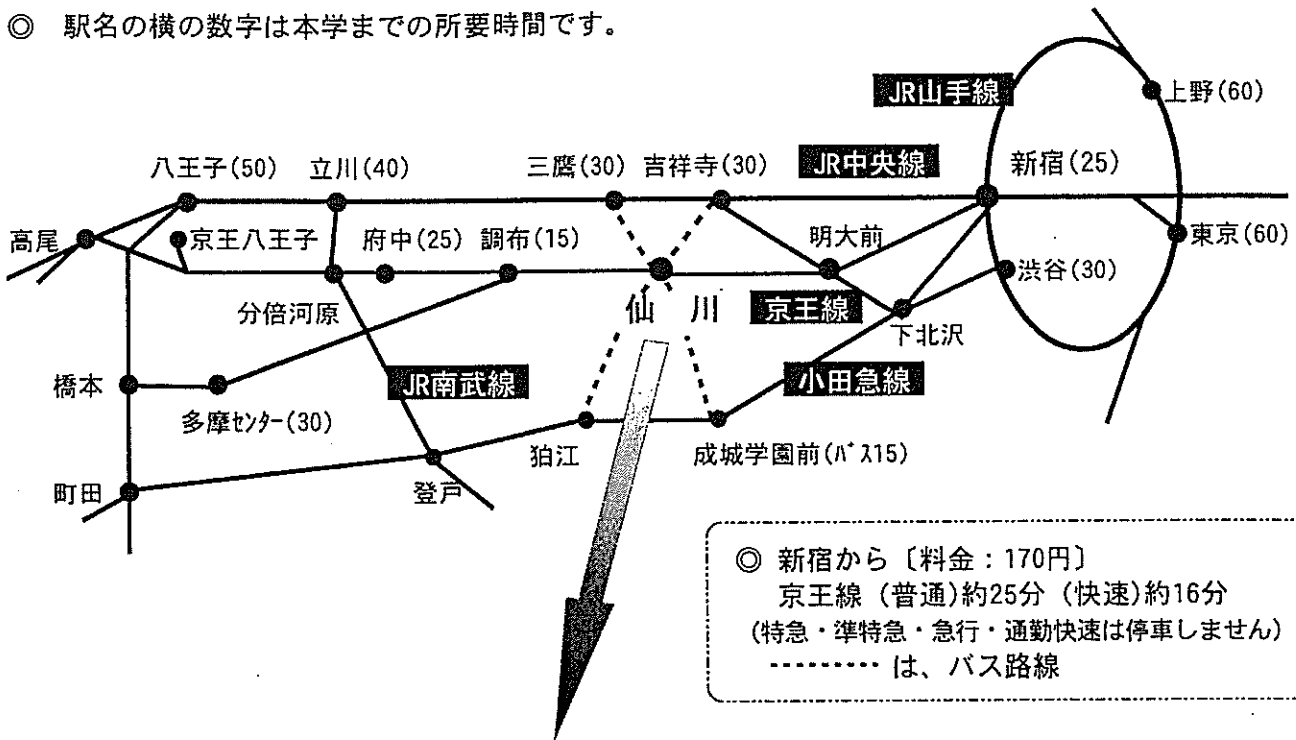 ◎ 駅名の横の数字は本学までの所要時間です。
JR山手線
上野(60)
八王子(50)
立川(40)
三鷹(30)
吉祥寺(30)
JR中央線
新宿(25)
高尾
京王八王子
府中(25)
調布(15)
明大前
東京(60)
渋谷(30)
分倍河原
仙川
京王線
下北沢
橋本
JR南武線
小田急線
多摩センター(30)
狛江
成城学園前(バス15)
町田
登戸
◎ 新宿から〔料金:170円〕
京王線 (普通)約25分 (快速)約16分
(特急・準特急・急行・通勤快速は停車しません)
は、バス路線